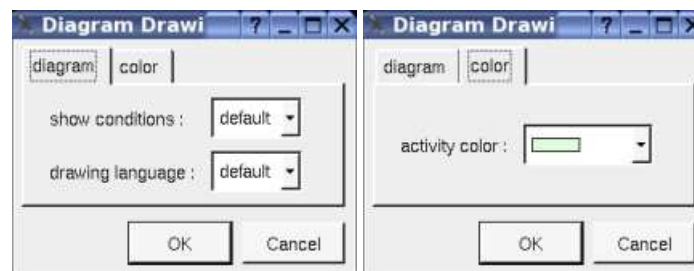 Diagram Drawi ? _ X
diagram color
show conditions : default
drawing language : default
OK Cancel
Diagram Drawi ? _ X
diagram color
activity color :
OK Cancel